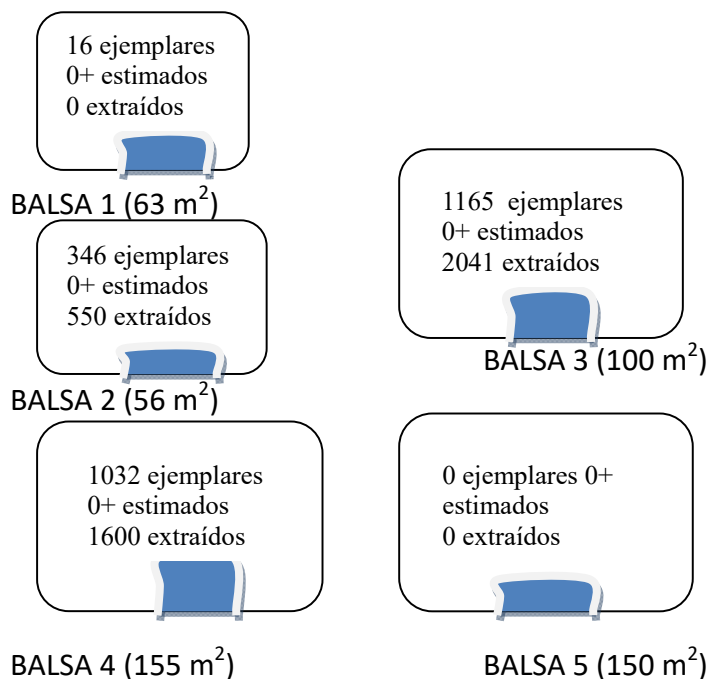 16 ejemplares
0+ estimados
0 extraídos
BALSA 1 (63 m²)
346 ejemplares
0+ estimados
550 extraídos
BALSA 2 (56 m²)
1165 ejemplares
0+ estimados
2041 extraídos
BALSA 3 (100 m²)
1032 ejemplares
0+ estimados
1600 extraídos
BALSA 4 (155 m²)
0 ejemplares 0+
estimados
0 extraídos
BALSA 5 (150 m²)